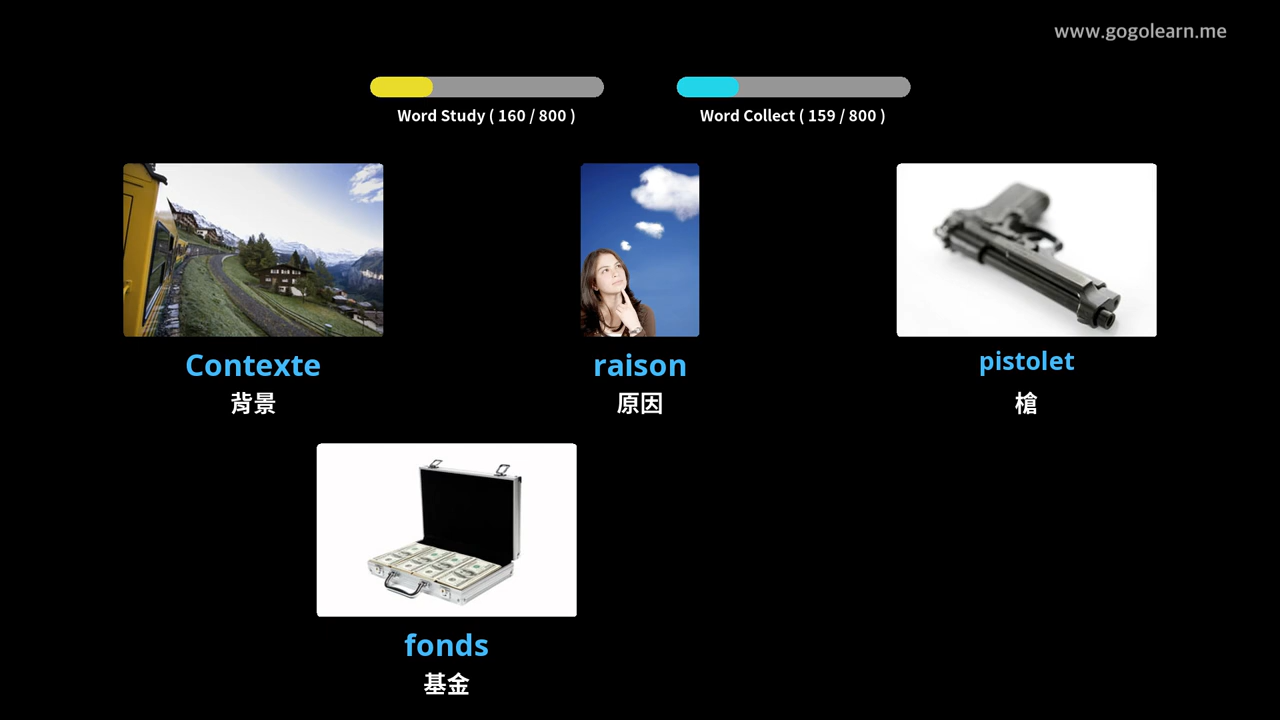 www.gogolearn.me
Word Study ( 160 / 800 )
Word Collect ( 159 / 800 )
Contexte
背景
raison
原因
pistolet
槍
fonds
基金